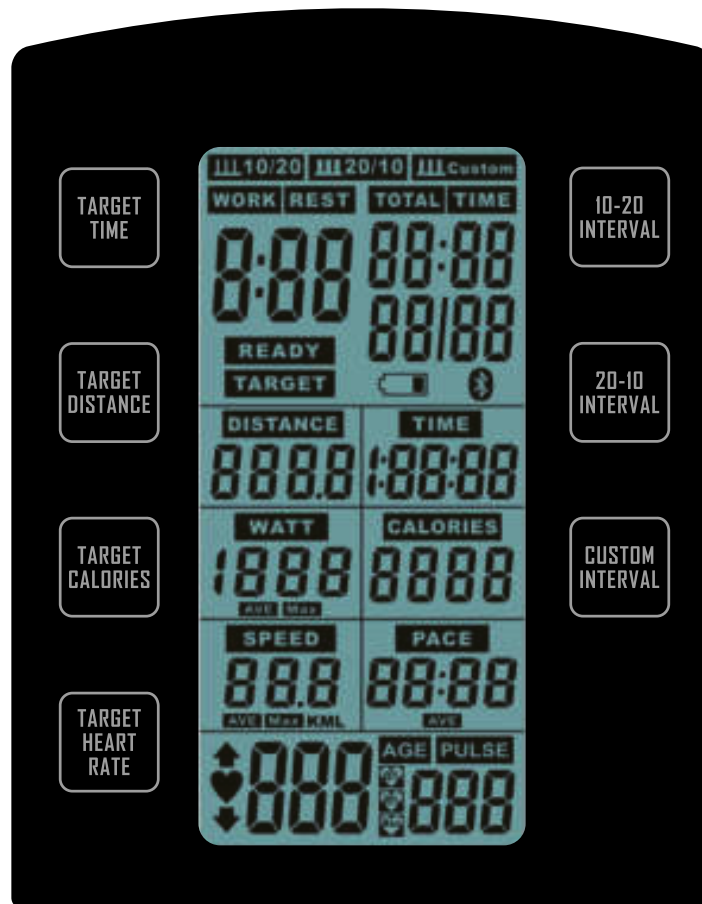 10/20 20/10 Custom
WORK REST TOTAL TIME
8:88 88:88
88|88
READY
TARGET
DISTANCE TIME
888.8 1:88:88
WATT CALORIES
1888 8888
AVE Max
SPEED PACE
88.8 88:88
AVE Max KML AVE
AGE PULSE
888 888
TARGET
TIME
TARGET
DISTANCE
TARGET
CALORIES
TARGET
HEART
RATE
10-20
INTERVAL
20-10
INTERVAL
CUSTOM
INTERVAL